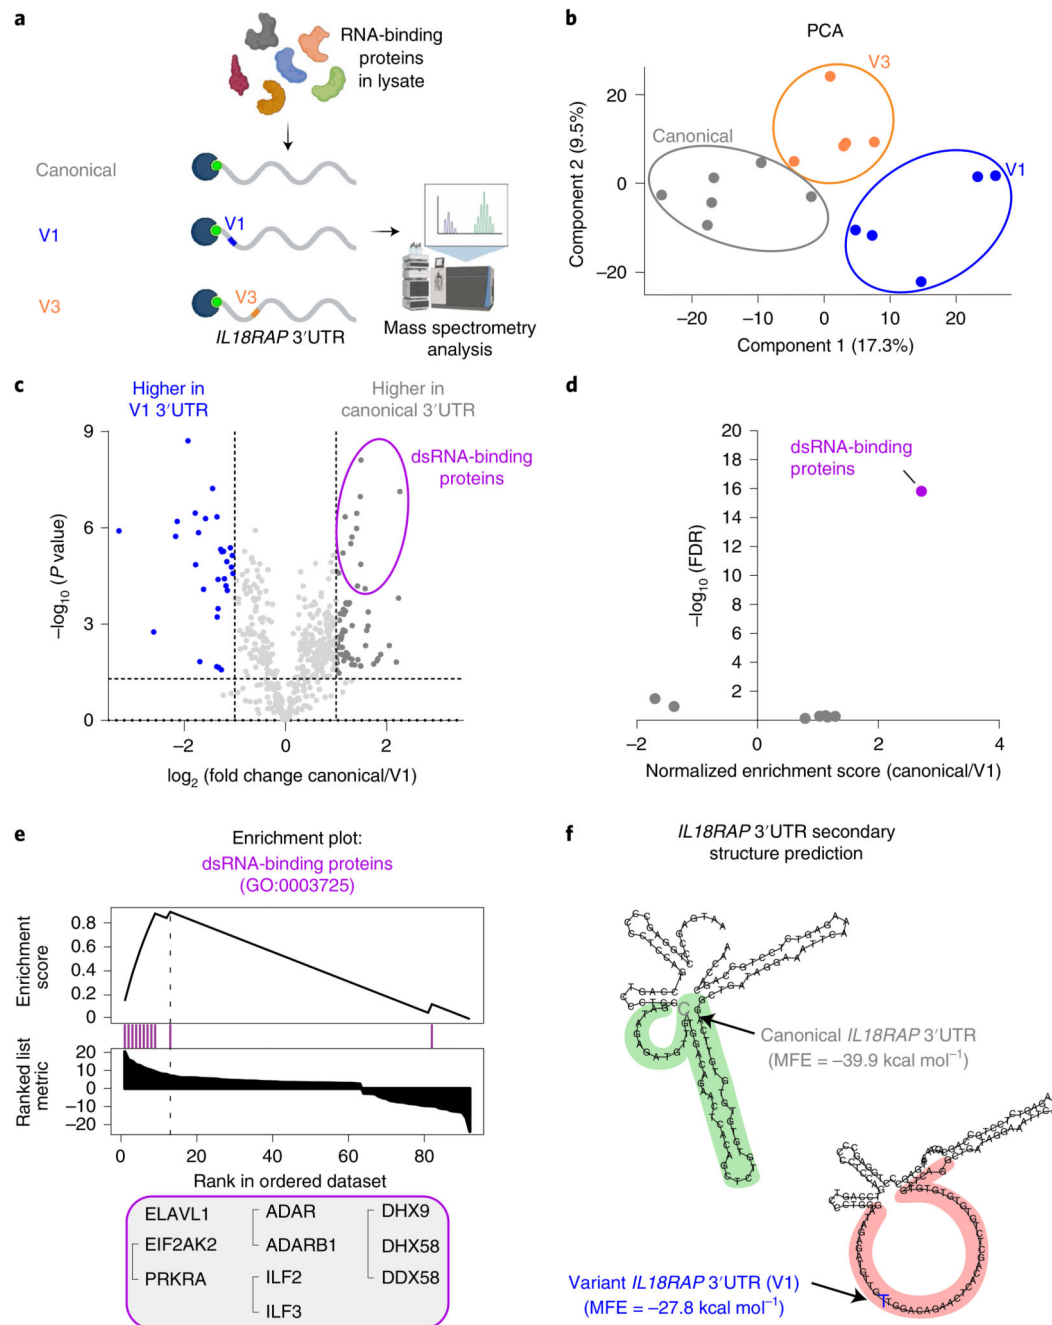 a
RNA-binding
proteins
in lysate
Canonical
V1
V1
V3
V3
IL18RAP 3′UTR
Mass spectrometry
analysis
b
PCA
V3
Canonical
V1
Component 2 (9.5%)
20
0
−20
−20
−10
0
10
20
Component 1 (17.3%)
c
Higher in
V1 3′UTR
Higher in
canonical 3′UTR
dsRNA-binding
proteins
−log10 (P value)
9
6
3
0
−2
0
2
log2 (fold change canonical/V1)
d
dsRNA-binding
proteins
−log10 (FDR)
20
18
16
14
12
10
8
6
4
2
−2
0
2
4
Normalized enrichment score (canonical/V1)
e
Enrichment plot:
dsRNA-binding proteins
(GO:0003725)
Enrichment
score
0.8
0.6
0.4
0.2
0
Ranked list
metric
20
10
0
−10
−20
0
20
40
60
80
Rank in ordered dataset
ELAVL1
EIF2AK2
PRKRA
ADAR
ADARB1
ILF2
ILF3
DHX9
DHX58
DDX58
f
IL18RAP 3′UTR secondary
structure prediction
C
Canonical IL18RAP 3′UTR
(MFE = −39.9 kcal mol−1)
T
Variant IL18RAP 3′UTR (V1)
(MFE = −27.8 kcal mol−1)